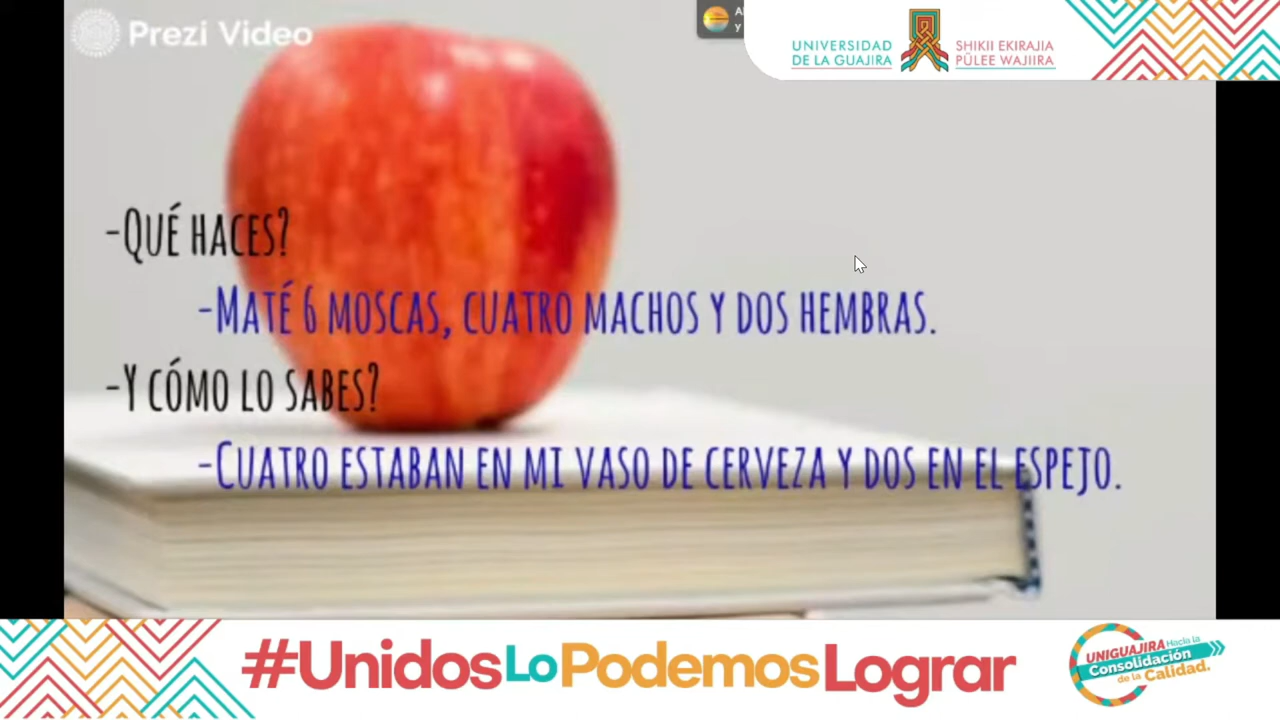 Prezi Video
UNIVERSIDAD
DE LA GUAJIRA
SHIKII EKIRAJIA
PÜLEE WAJIIRA
-QUÉ HACES?
-MATÉ 6 MOSCAS, CUATRO MACHOS Y DOS HEMBRAS.
-Y CÓMO LO SABES?
-CUATRO ESTABAN EN MI VASO DE CERVEZA Y DOS EN EL ESPEJO.
#UnidosLoPodemosLograr
UNIGUAJIRA Hacia la
Consolidación
de la Calidad.